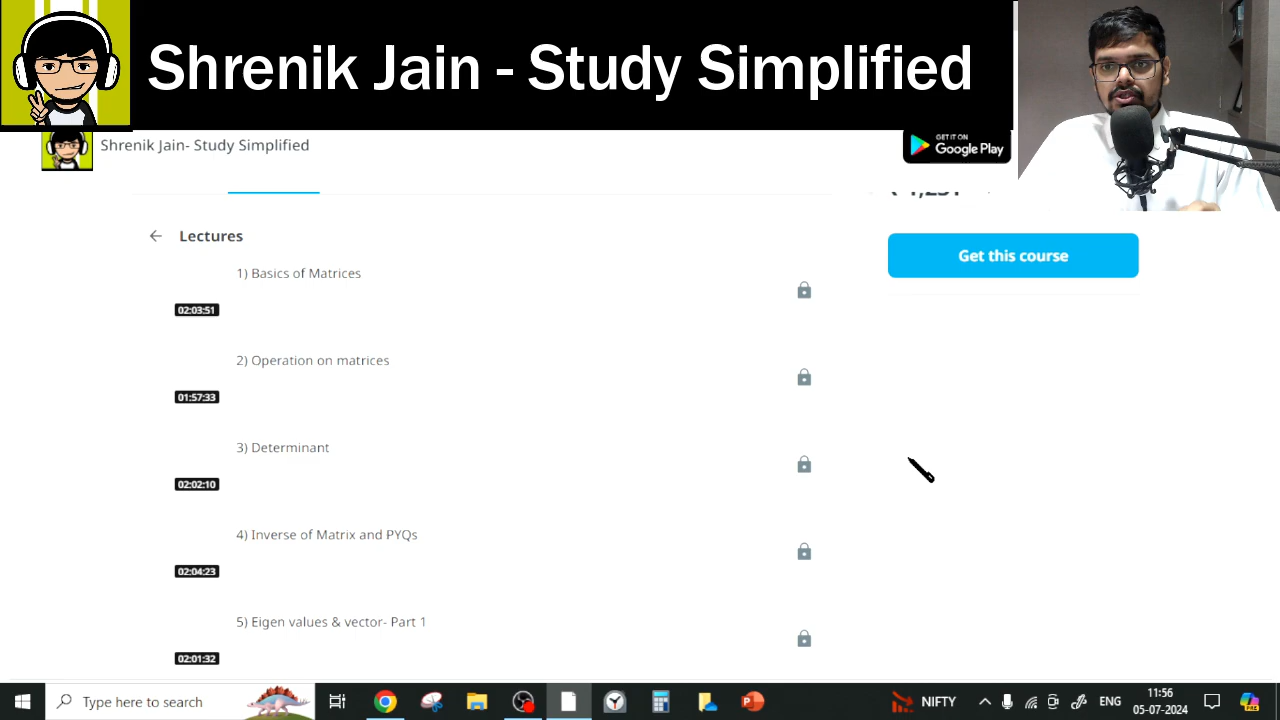 Shrenik Jain - Study Simplified
Shrenik Jain- Study Simplified
GET IT ON
Google Play
Lectures
Get this course
1) Basics of Matrices
02:03:51
2) Operation on matrices
01:57:33
3) Determinant
02:02:10
4) Inverse of Matrix and PYQs
02:04:23
5) Eigen values & vector- Part 1
02:01:32
Type here to search
NIFTY
ENG
11:56
05-07-2024